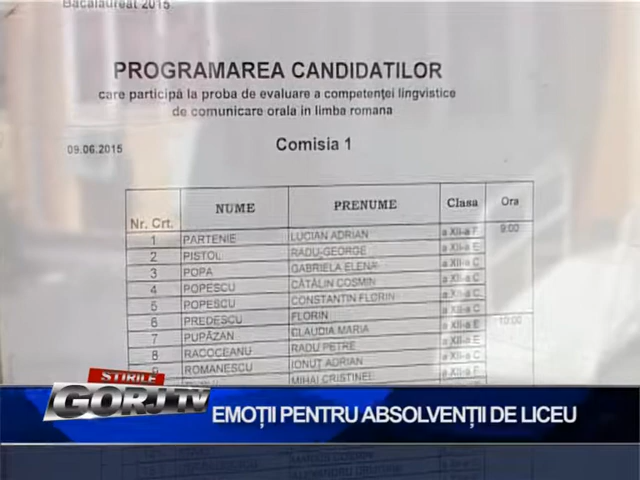 Bacalaureat 2015
PROGRAMAREA CANDIDATILOR
care participă la proba de evaluare a competenței lingvistice
de comunicare orala in limba romana
09.06.2015 Comisia 1
Nr. Crt. NUME PRENUME Clasa Ora
1 PARTENIE LUCIAN ADRIAN a XII-a F 9:00
2 PISTOL RADU-GEORGE a XII-a E
3 POPA GABRIELA ELENA a XII-a C
4 POPESCU CĂTĂLIN COSMIN a XII-a C
5 POPESCU CONSTANTIN FLORIN a XII-a C
6 PREDESCU FLORIN 10:00
7 PUPĂZAN CLAUDIA MARIA a XII-a E
8 RACOCEANU RADU PETRE
9 ROMANESCU IONUȚ ADRIAN a XII-a C
MIHAI CRISTINEL
ȘTIRILE
GORJ TV
EMOȚII PENTRU ABSOLVENȚII DE LICEU